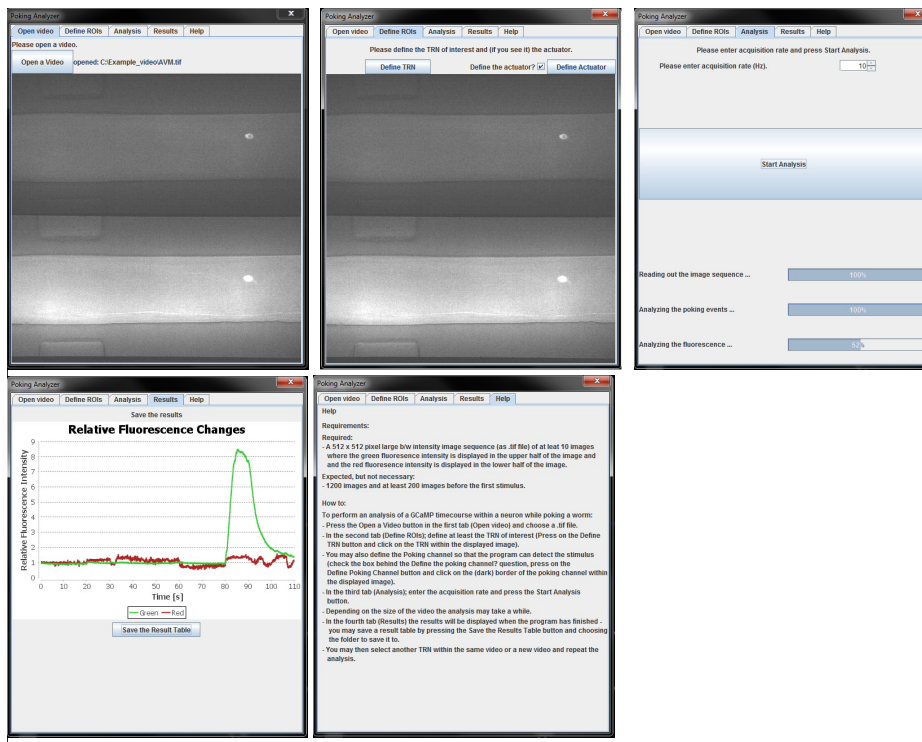 Poking Analyzer
Open video Define ROIs Analysis Results Help
Please open a video.
Open a Video opened: C:\Example_video\AVM.tif
Poking Analyzer
Open video Define ROIs Analysis Results Help
Please define the TRN of interest and (if you see it) the actuator.
Define TRN Define the actuator? Define Actuator
Poking Analyzer
Open video Define ROIs Analysis Results Help
Please enter acquisition rate and press Start Analysis.
Please enter acquisition rate (Hz). 10
Start Analysis
Reading out the image sequence ... 100%
Analyzing the poking events ... 100%
Analyzing the fluorescence ... 52%
Poking Analyzer
Open video Define ROIs Analysis Results Help
Save the results
Relative Fluorescence Changes
Relative Fluorescence Intensity
9
8
7
6
5
4
3
2
1
0
0 10 20 30 40 50 60 70 80 90 100 110
Time [s]
Green Red
Save the Result Table
Poking Analyzer
Open video Define ROIs Analysis Results Help
Help
Requirements:
Required:
- A 512 x 512 pixel large b/w intensity image sequence (as .tif file) of at leat 10 images
where the green fluoresence intensity is displayed in the upper half of the image and
and the red fluoresence intensity is displayed in the lower half of the image.
Expected, but not necessary:
- 1200 images and at least 200 images before the first stimulus.
How to:
To perform an analysis of a GCaMP timecourse within a neuron while poking a worm:
- Press the Open a Video button in the first tab (Open video) and choose a .tif file.
- In the second tab (Define ROIs); define at least the TRN of interest (Press on the Define
TRN button and click on the TRN within the displayed image).
- You may also define the Poking channel so that the program can detect the stimulus
(check the box behind the Define the poking channel? question, press on the
Define Poking Channel button and click on the (dark) border of the poking channel within
the displayed image).
- In the third tab (Analysis); enter the acquisition rate and press the Start Analysis
button.
- Depending on the size of the video the analysis may take a while.
- In the fourth tab (Results) the results will be displayed when the program has finished -
you may save a result table by pressing the Save the Results Table button and choosing
the folder to save it to.
- You may then select another TRN within the same video or a new video and repeat the
analysis.